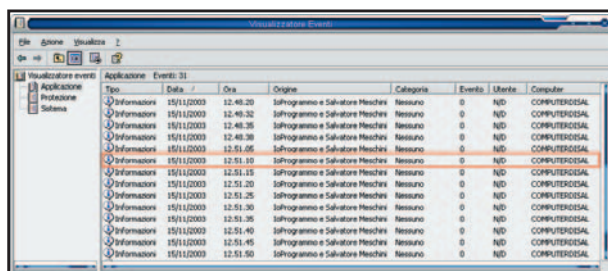 Visualizzatore Eventi
File Azione Visualizza ?
Visualizzatore eventi
Applicazione
Protezione
Sistema
Applicazione Eventi: 31
Tipo Data / Ora Origine Categoria Evento Utente Computer
Informazioni 15/11/2003 12.48.20 IoProgrammo e Salvatore Meschini Nessuno 0 N/D COMPUTERDISAL
Informazioni 15/11/2003 12.48.32 IoProgrammo e Salvatore Meschini Nessuno 0 N/D COMPUTERDISAL
Informazioni 15/11/2003 12.48.35 IoProgrammo e Salvatore Meschini Nessuno 0 N/D COMPUTERDISAL
Informazioni 15/11/2003 12.48.38 IoProgrammo e Salvatore Meschini Nessuno 0 N/D COMPUTERDISAL
Informazioni 15/11/2003 12.51.05 IoProgrammo e Salvatore Meschini Nessuno 0 N/D COMPUTERDISAL
Informazioni 15/11/2003 12.51.10 IoProgrammo e Salvatore Meschini Nessuno 0 N/D COMPUTERDISAL
Informazioni 15/11/2003 12.51.15 IoProgrammo e Salvatore Meschini Nessuno 0 N/D COMPUTERDISAL
Informazioni 15/11/2003 12.51.20 IoProgrammo e Salvatore Meschini Nessuno 0 N/D COMPUTERDISAL
Informazioni 15/11/2003 12.51.25 IoProgrammo e Salvatore Meschini Nessuno 0 N/D COMPUTERDISAL
Informazioni 15/11/2003 12.51.30 IoProgrammo e Salvatore Meschini Nessuno 0 N/D COMPUTERDISAL
Informazioni 15/11/2003 12.51.35 IoProgrammo e Salvatore Meschini Nessuno 0 N/D COMPUTERDISAL
Informazioni 15/11/2003 12.51.40 IoProgrammo e Salvatore Meschini Nessuno 0 N/D COMPUTERDISAL
Informazioni 15/11/2003 12.51.45 IoProgrammo e Salvatore Meschini Nessuno 0 N/D COMPUTERDISAL
Informazioni 15/11/2003 12.51.50 IoProgrammo e Salvatore Meschini Nessuno 0 N/D COMPUTERDISAL